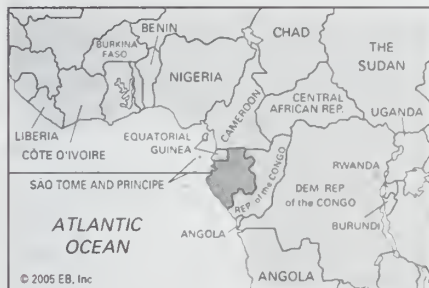 BENIN
CHAD
BURKINA
FASO
THE
SUDAN
NIGERIA
CAMEROON
CENTRAL
AFRICAN REP.
UGANDA
LIBERIA
EQUATORIAL
GUINEA
CÔTE D'IVOIRE
RWANDA
SAO TOME AND PRINCIPE
REP. of the CONGO
DEM REP
of the CONGO
ATLANTIC
OCEAN
BURUNDI
ANGOLA
ANGOLA
© 2005 EB, Inc